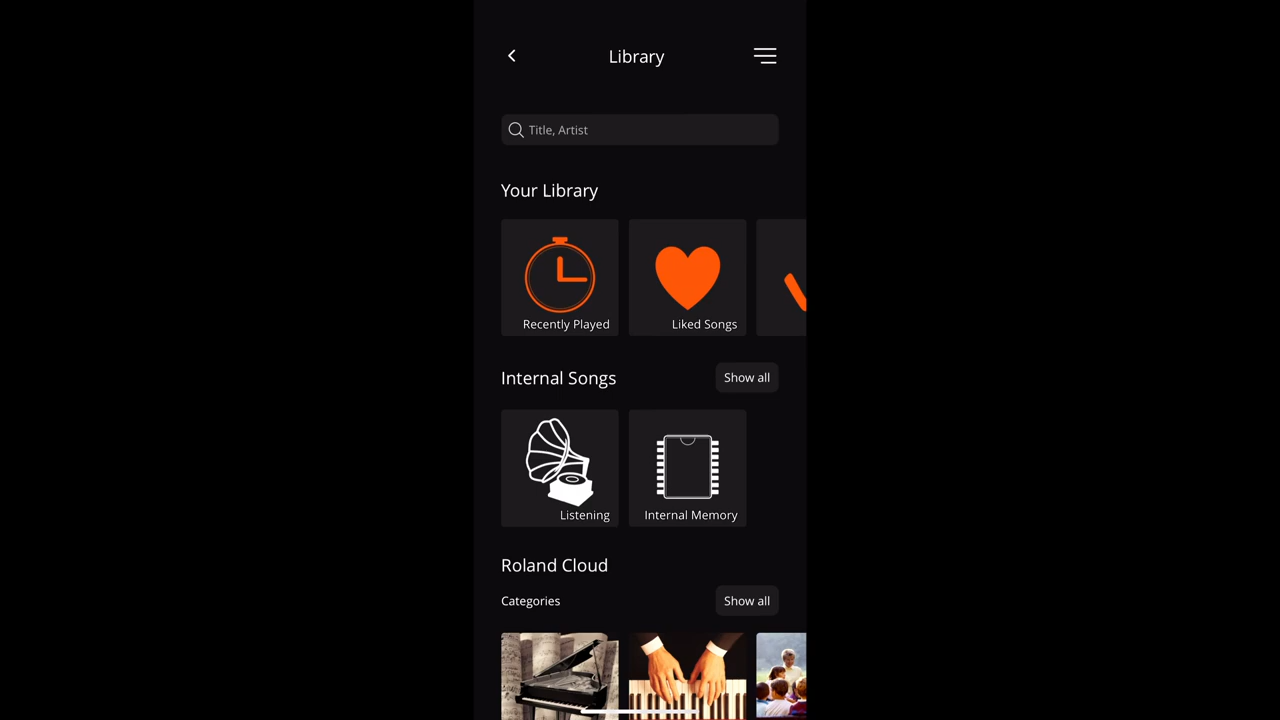 Library
Title, Artist
Your Library
Recently Played
Liked Songs
Internal Songs
Show all
Listening
Internal Memory
Roland Cloud
Categories
Show all